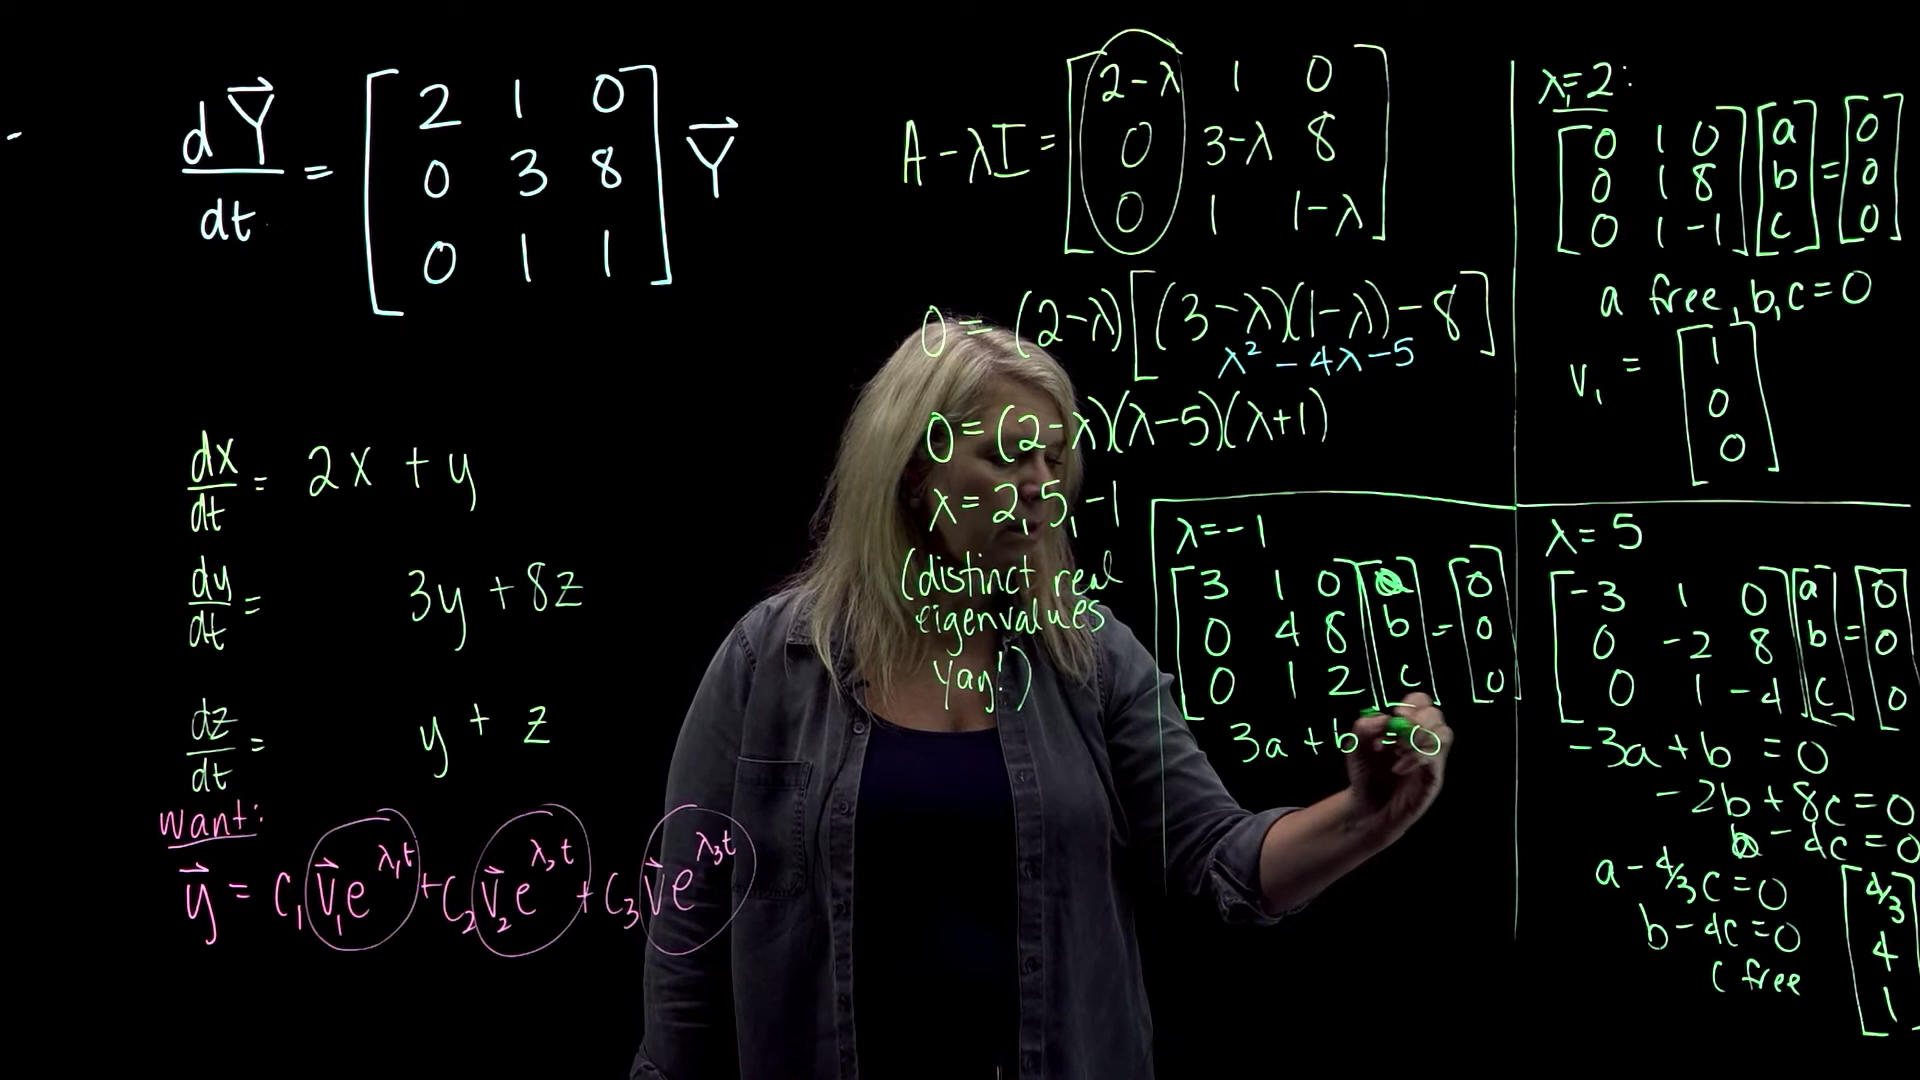 dY⃗/dt = [2 1 0; 0 3 8; 0 1 1] Y⃗
dx/dt = 2x + y
dy/dt = 3y + 8z
dz/dt = y + z
want:
y⃗ = c₁ v⃗₁ e^(λ₁t) + c₂ v⃗₂ e^(λ₂t) + c₃ v⃗ e^(λ₃t)
A - λI = [2-λ 1 0; 0 3-λ 8; 0 1 1-λ]
0 = (2-λ)[(3-λ)(1-λ) - 8]
λ² - 4λ - 5
0 = (2-λ)(λ-5)(λ+1)
λ = 2, 5, -1
(distinct real
eigenvalues
yay!)
λ₁=2:
[0 1 0; 0 1 8; 0 1 -1] [a; b; c] = [0; 0; 0]
a free, b,c = 0
v₁ = [1; 0; 0]
λ = -1
[3 1 0; 0 4 8; 0 1 2] [a; b; c] = [0; 0; 0]
3a + b = 0
λ = 5
[-3 1 0; 0 -2 8; 0 1 -4] [a; b; c] = [0; 0; 0]
-3a + b = 0
-2b + 8c = 0
b - 4c = 0
a - 4/3c = 0
b - 4c = 0
c free
[4/3; 4; 1]